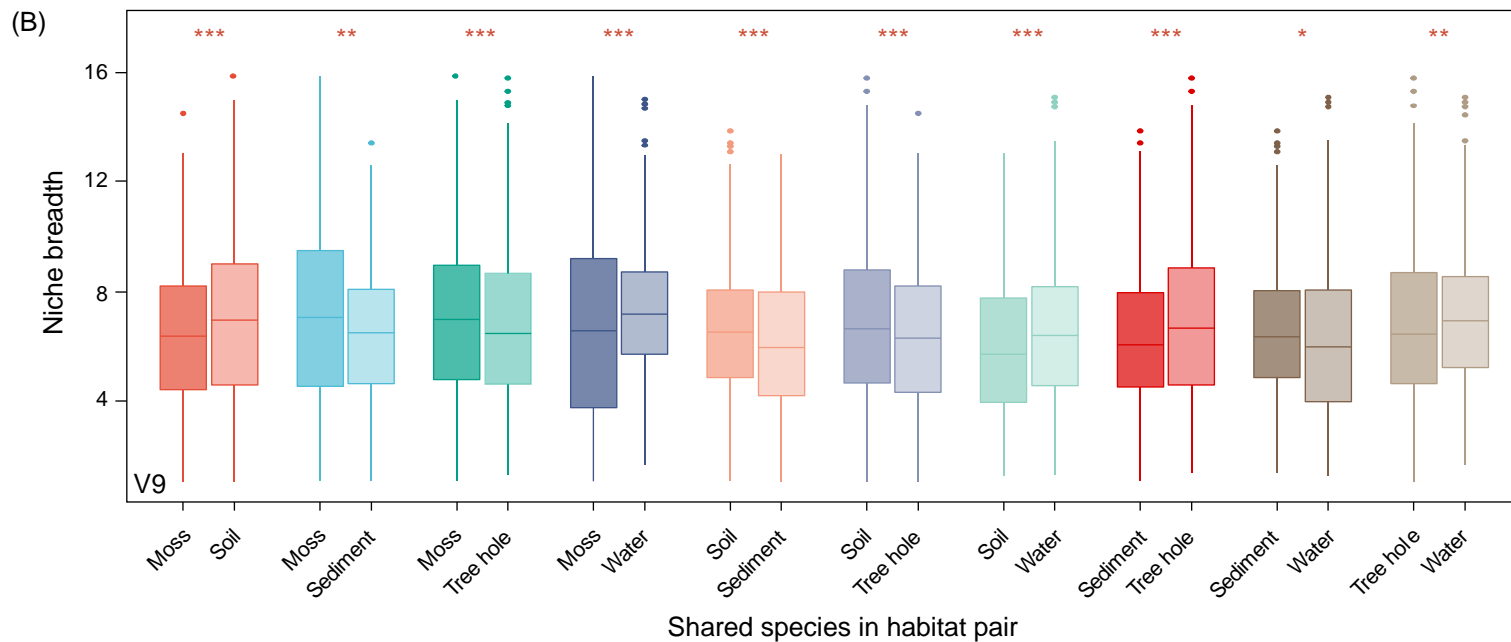 (B)
*** ** *** *** *** *** *** *** * **
16
12
8
4
Niche breadth
V9
Moss Soil Moss Sediment Moss Tree hole Moss Water Soil Sediment Soil Tree hole Soil Water Sediment Tree hole Sediment Water Tree hole Water
Shared species in habitat pair